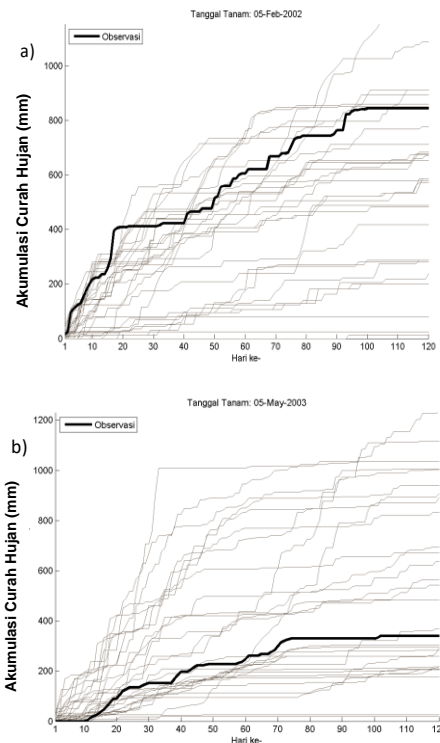 Tanggal Tanam: 05-Feb-2002
a)
Observasi
Akumulasi Curah Hujan (mm)
1000
800
600
400
200
0
1 10 20 30 40 50 60 70 80 90 100 110 120
Hari ke-
Tanggal Tanam: 05-May-2003
b)
Observasi
Akumulasi Curah Hujan (mm)
1200
1000
800
600
400
200
0
1 10 20 30 40 50 60 70 80 90 100 110 120
Hari ke-